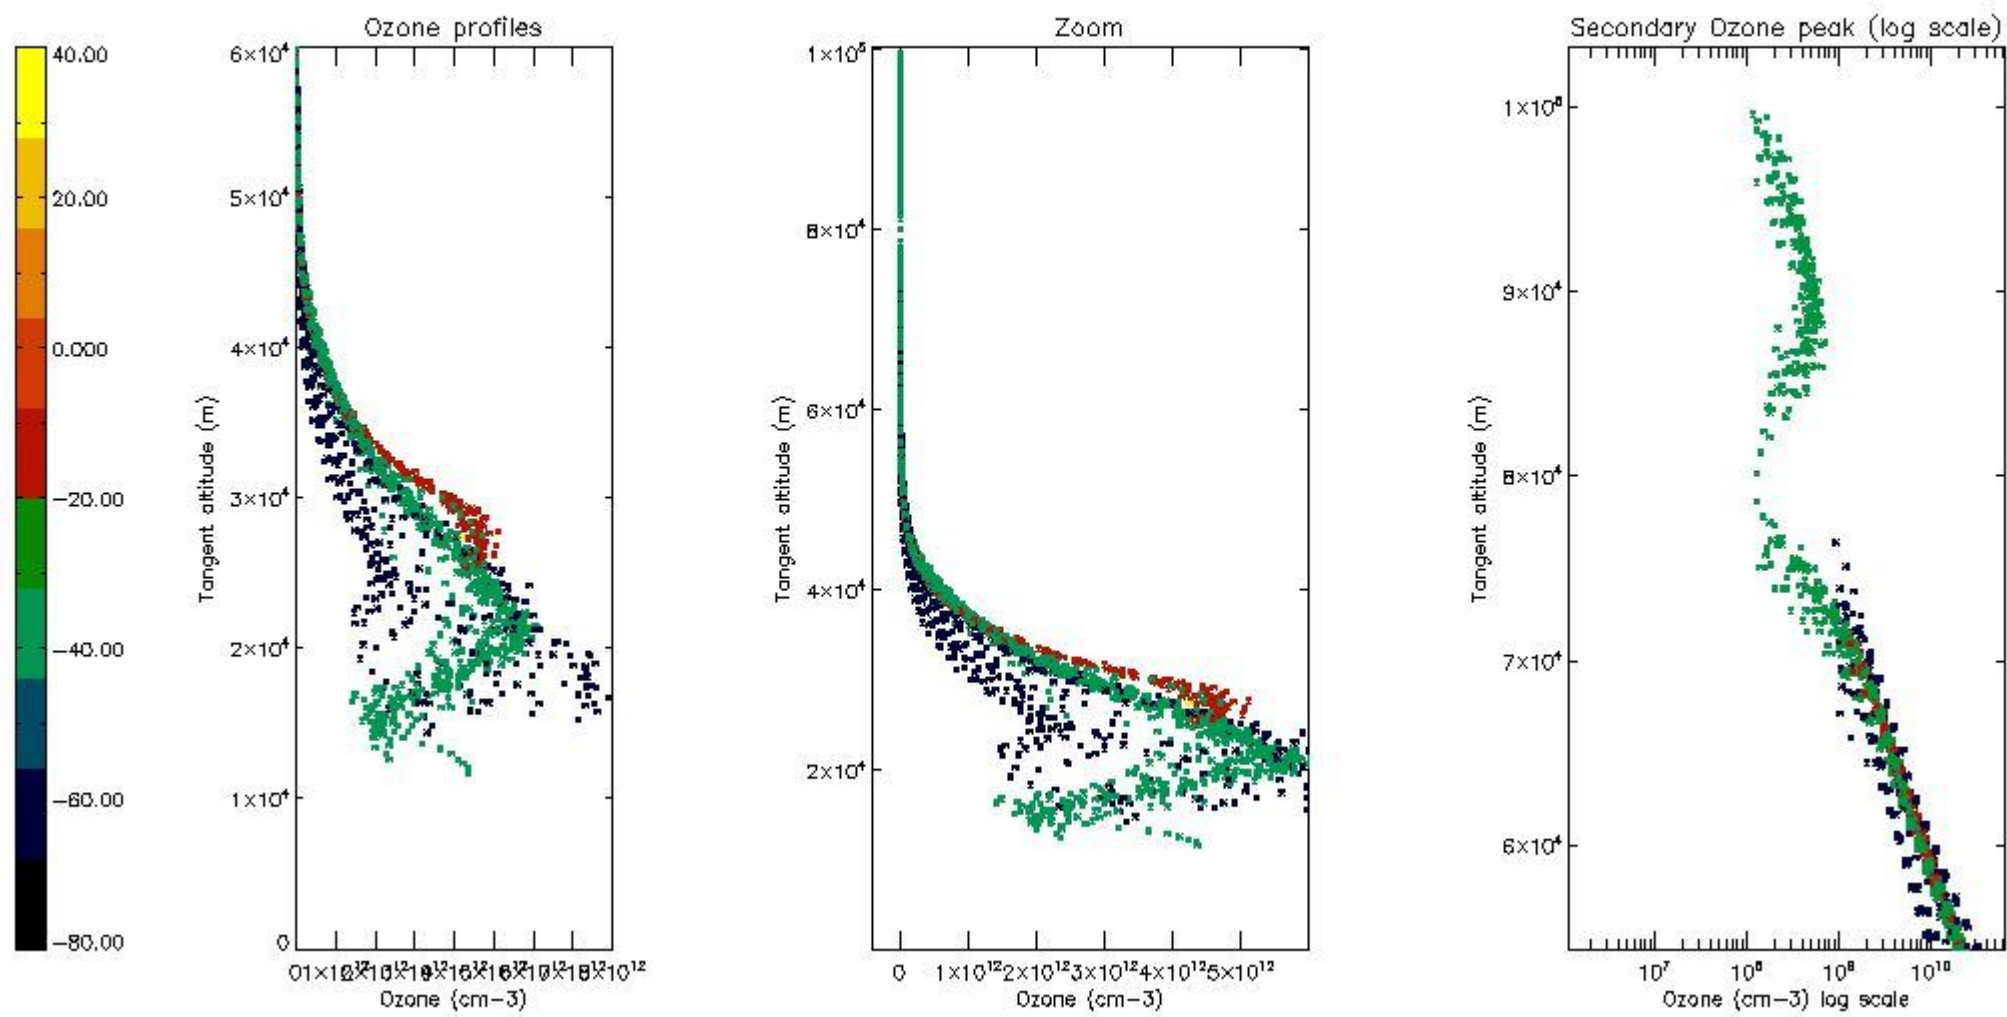 Ozone profiles
Zoom
Secondary Ozone peak (log scale)
40.00
20.00
0.000
−20.00
−40.00
−60.00
−80.00
6×10⁴
5×10⁴
4×10⁴
3×10⁴
2×10⁴
1×10⁴
0
Tangent altitude (m)
Ozone (cm−3)
1×10⁵
8×10⁴
6×10⁴
4×10⁴
2×10⁴
Tangent altitude (m)
0 1×10¹² 2×10¹² 3×10¹² 4×10¹² 5×10¹²
Ozone (cm−3)
1×10⁵
9×10⁴
8×10⁴
7×10⁴
6×10⁴
Tangent altitude (m)
10⁷ 10⁸ 10⁹ 10¹⁰
Ozone (cm−3) log scale